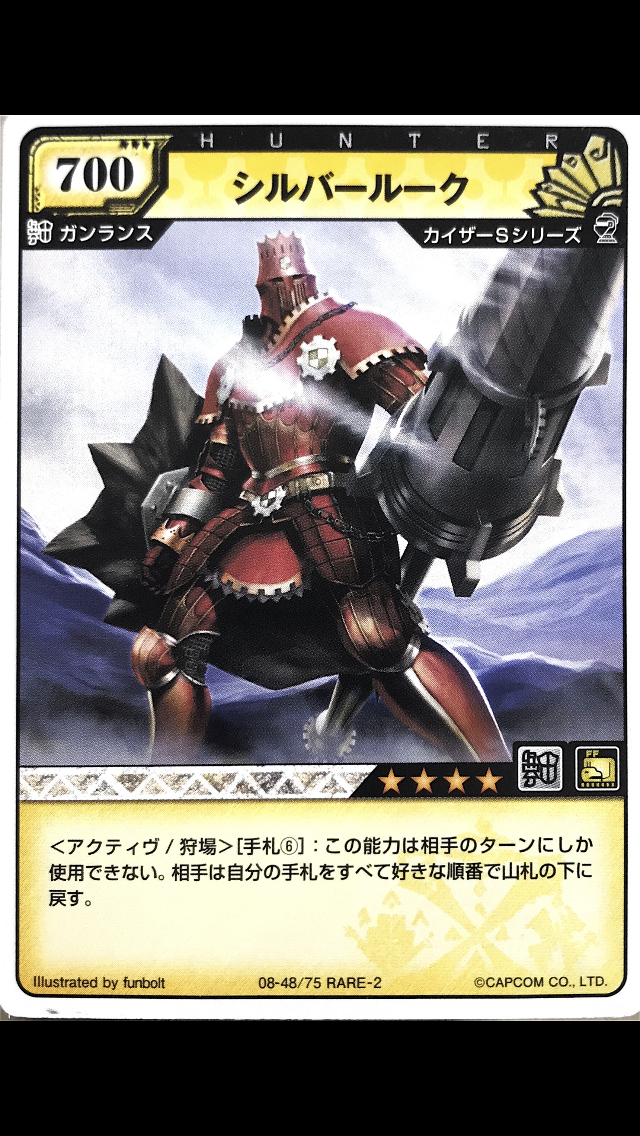 HUNTER
700
シルバールーク
ガンランス
カイザーSシリーズ
2
FF
<アクティヴ / 狩場>[手札⑥]:この能力は相手のターンにしか
使用できない。相手は自分の手札をすべて好きな順番で山札の下に
戻す。
Illustrated by funbolt
08-48/75 RARE-2
©CAPCOM CO., LTD.